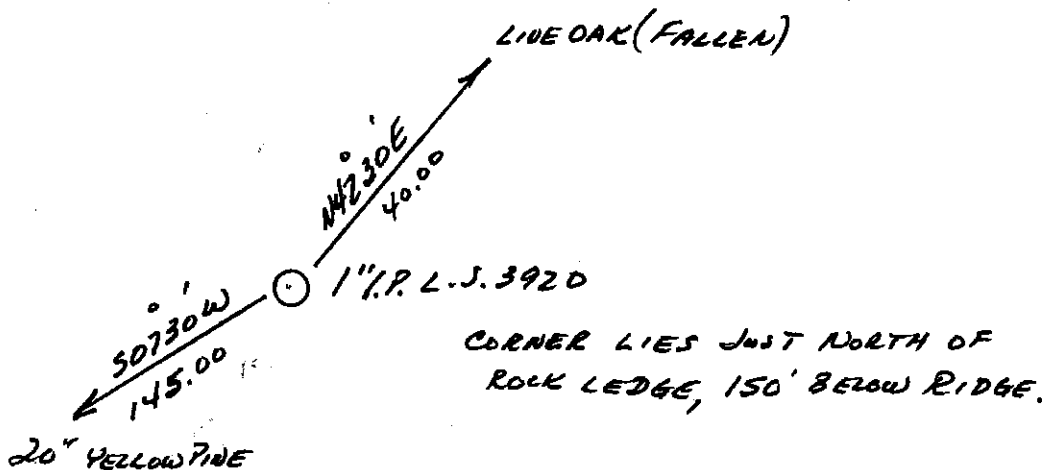 LIVE OAK (FALLEN)
N42°30'E
40.00
1" I.P. L.S. 3920
S07°30'W
145.00
CORNER LIES JUST NORTH OF
ROCK LEDGE, 150' BELOW RIDGE.
20" YELLOW PINE